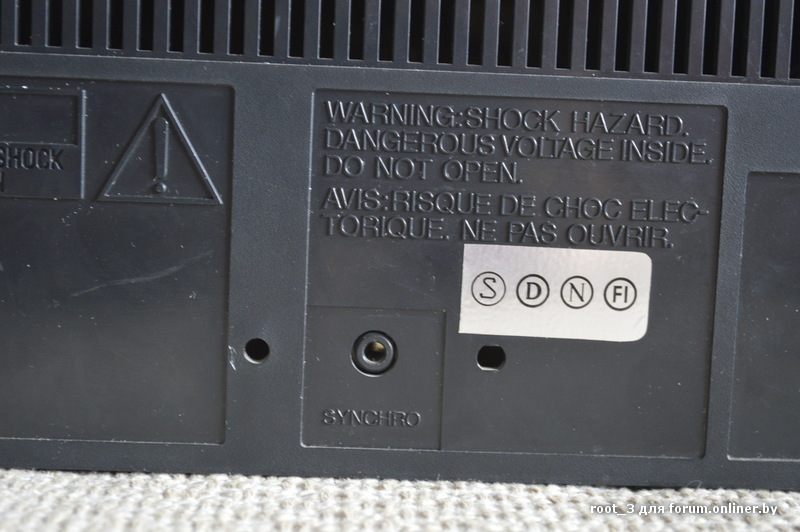 SHOCK
N
WARNING:SHOCK HAZARD.
DANGEROUS VOLTAGE INSIDE.
DO NOT OPEN.
AVIS:RISQUE DE CHOC ELEC-
TORIQUE. NE PAS OUVRIR.
S D N FI
SYNCHRO
root_3 для forum.onliner.by